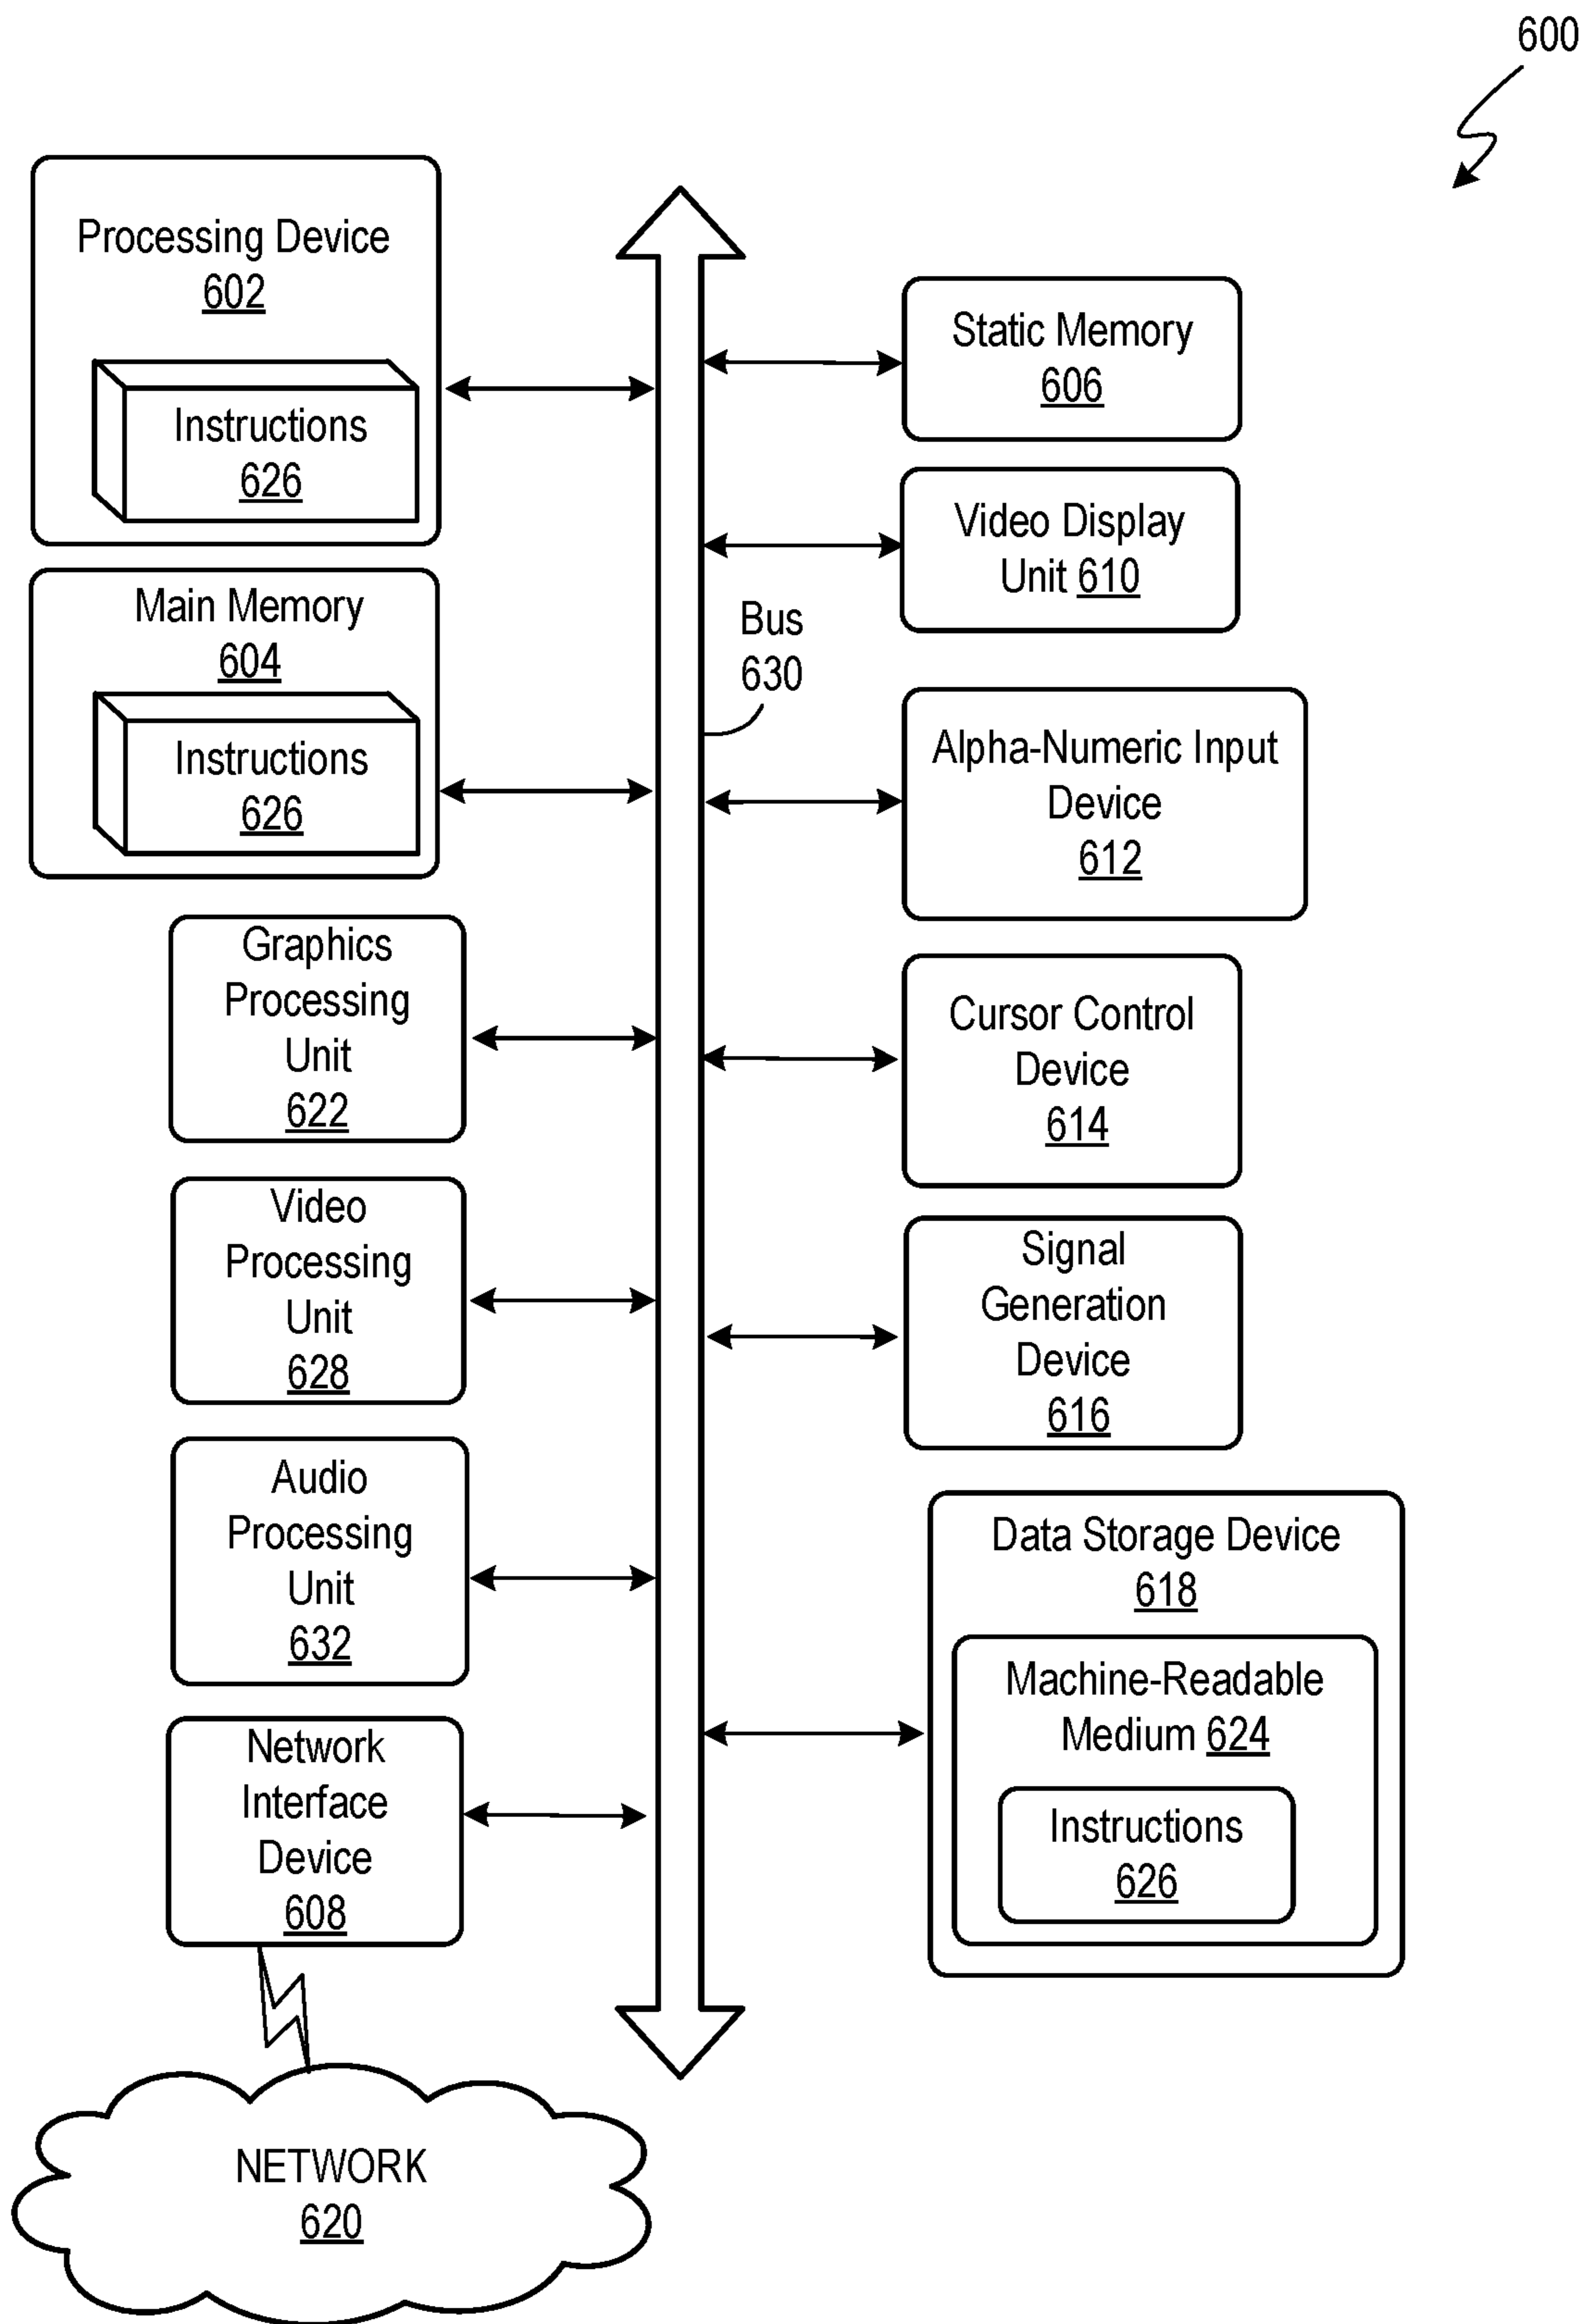 600
Processing Device
602
Instructions
626
Main Memory
604
Instructions
626
Graphics
Processing
Unit
622
Video
Processing
Unit
628
Audio
Processing
Unit
632
Network
Interface
Device
608
NETWORK
620
Bus
630
Static Memory
606
Video Display
Unit 610
Alpha-Numeric Input
Device
612
Cursor Control
Device
614
Signal
Generation
Device
616
Data Storage Device
618
Machine-Readable
Medium 624
Instructions
626